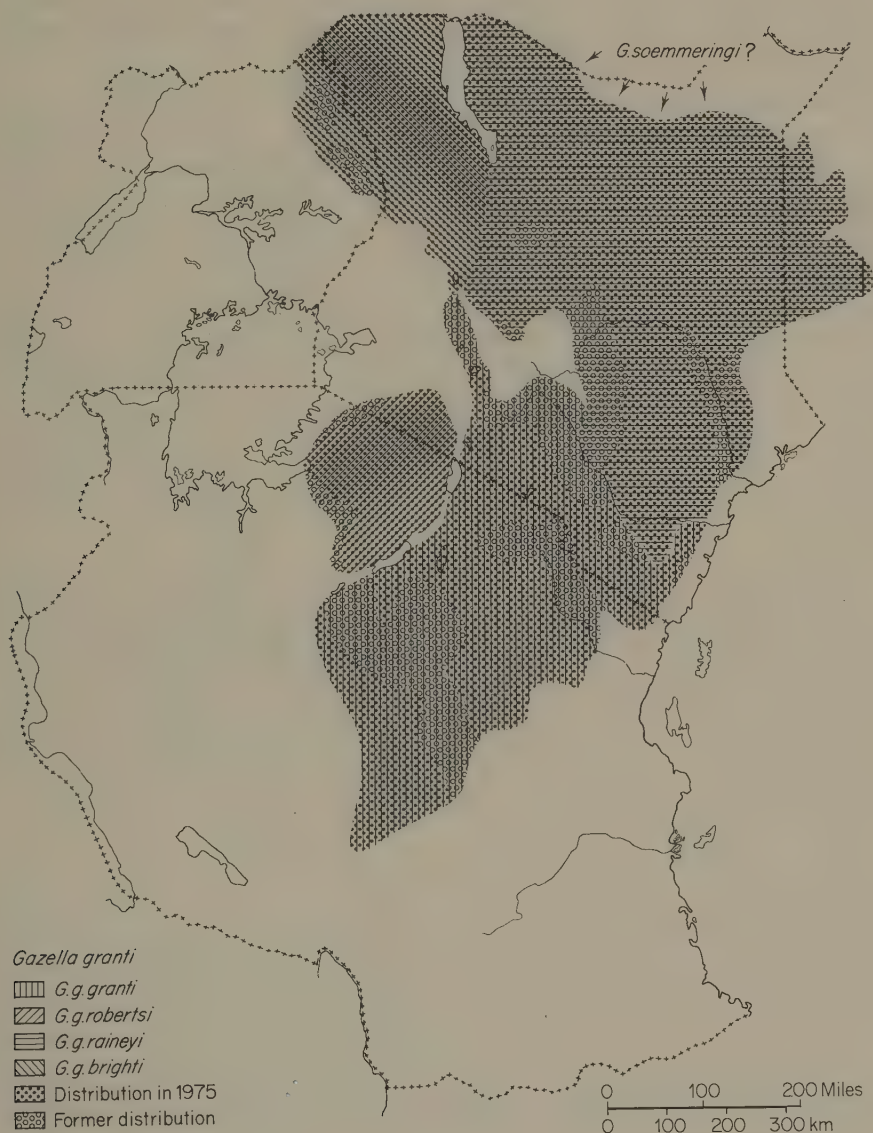 G.soemmeringi?
Gazella granti
G.g.granti
G.g.robertsi
G.g.raineyi
G.g.brighti
Distribution in 1975
Former distribution
0 100 200 Miles
0 100 200 300 km